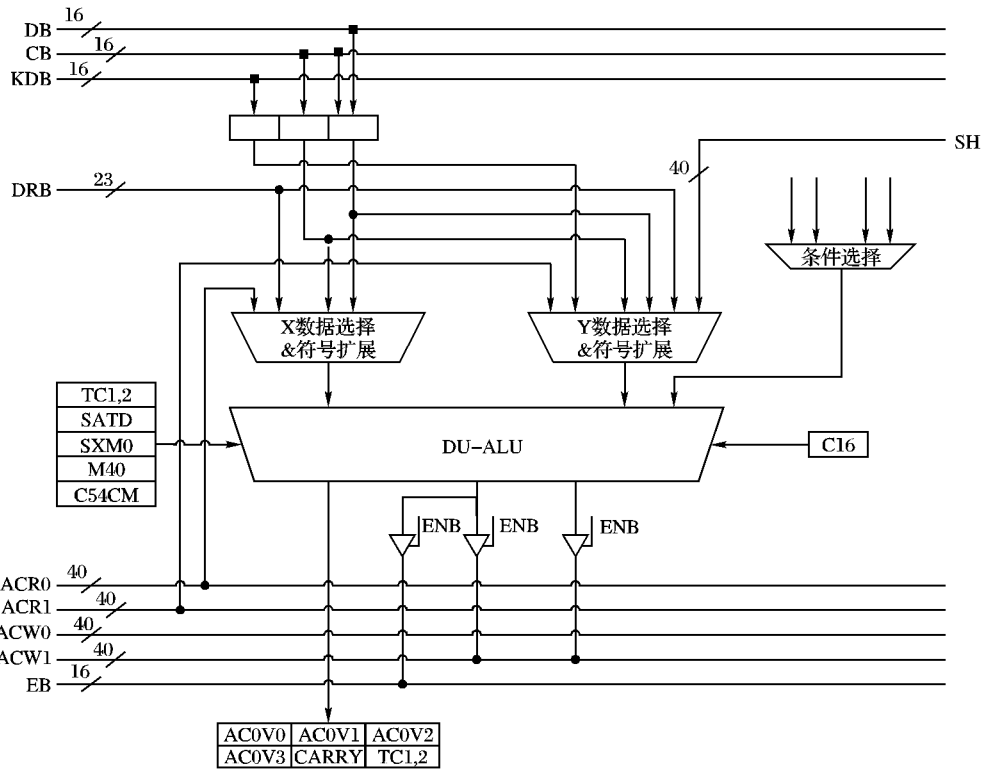 16
DB
16
CB
16
KDB
SH
40
23
DRB
条件选择
X数据选择
&符号扩展
Y数据选择
&符号扩展
TC1,2
SATD
SXM0
M40
C54CM
DU-ALU
C16
ENB
ENB
ENB
40
ACR0
40
ACR1
40
ACW0
40
ACW1
16
EB
AC0V0 AC0V1 AC0V2
AC0V3 CARRY TC1,2